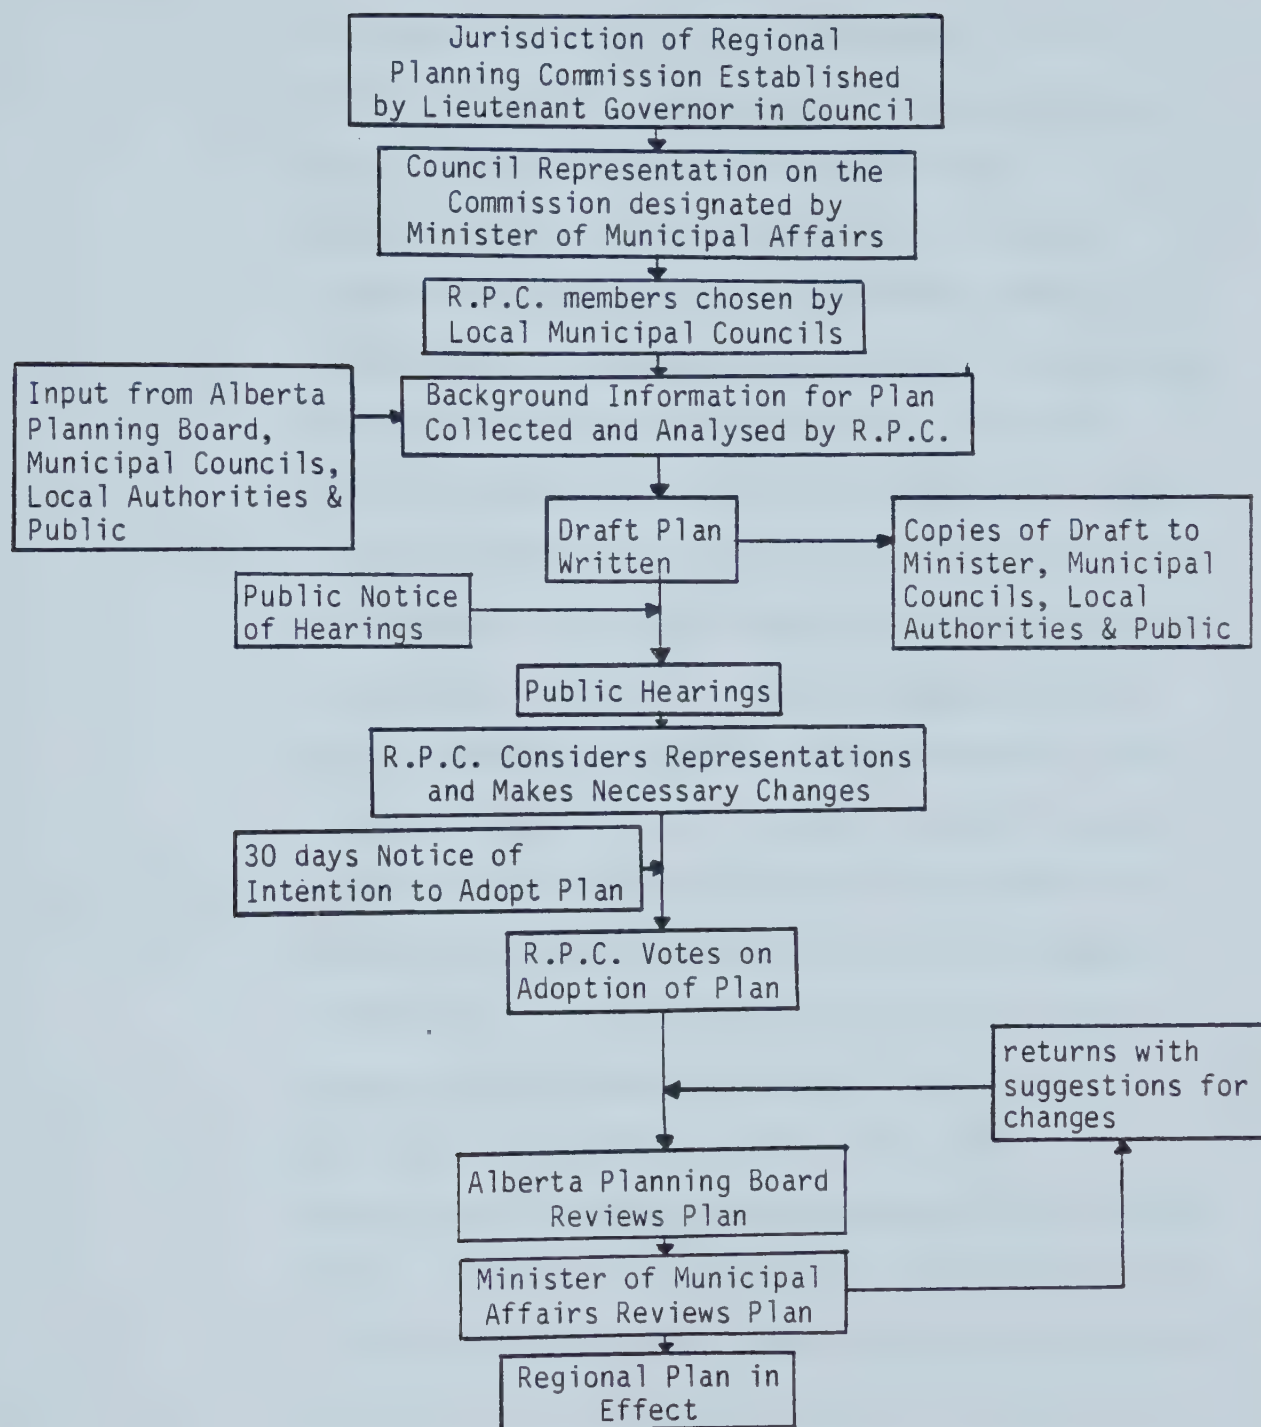 Jurisdiction of Regional
Planning Commission Established
by Lieutenant Governor in Council
Council Representation on the
Commission designated by
Minister of Municipal Affairs
R.P.C. members chosen by
Local Municipal Councils
Input from Alberta
Planning Board,
Municipal Councils,
Local Authorities &
Public
Background Information for Plan
Collected and Analysed by R.P.C.
Draft Plan
Written
Copies of Draft to
Minister, Municipal
Councils, Local
Authorities & Public
Public Notice
of Hearings
Public Hearings
R.P.C. Considers Representations
and Makes Necessary Changes
30 days Notice of
Intention to Adopt Plan
R.P.C. Votes on
Adoption of Plan
returns with
suggestions for
changes
Alberta Planning Board
Reviews Plan
Minister of Municipal
Affairs Reviews Plan
Regional Plan in
Effect